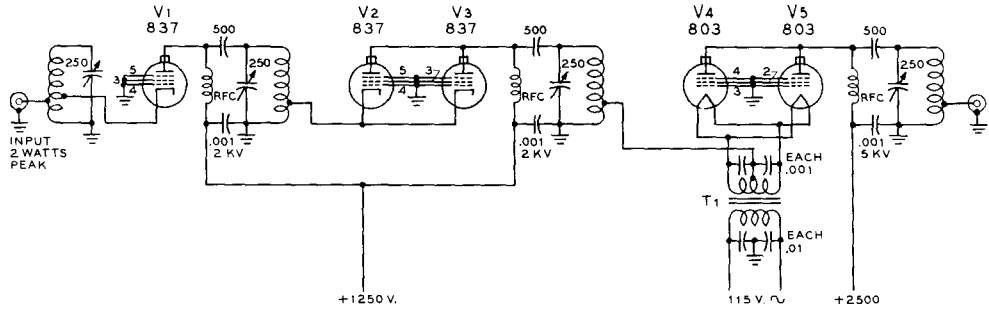 V1
837
V2
837
V3
837
V4
803
V5
803
500
500
500
250
5
3
4
250
RFC
5
4
3
250
RFC
4
3
2
250
RFC
INPUT
2 WATTS
PEAK
.001
2 KV
.001
2 KV
EACH
.001
.001
5 KV
T1
EACH
.01
+1250 V.
115 V. ~
+2500